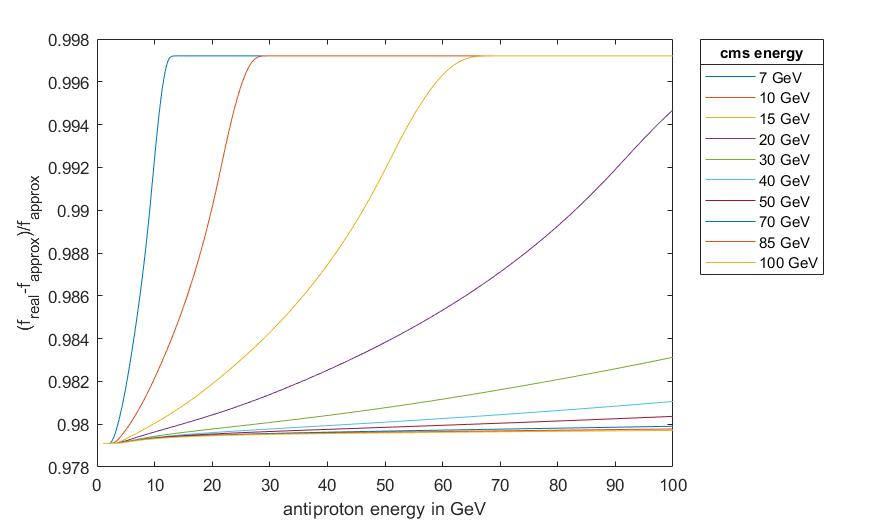 0.998
0.996
0.994
0.992
0.99
0.988
0.986
0.984
0.982
0.98
0.978
(f_real-f_approx)/f_approx
0 10 20 30 40 50 60 70 80 90 100
antiproton energy in GeV
cms energy
7 GeV
10 GeV
15 GeV
20 GeV
30 GeV
40 GeV
50 GeV
70 GeV
85 GeV
100 GeV